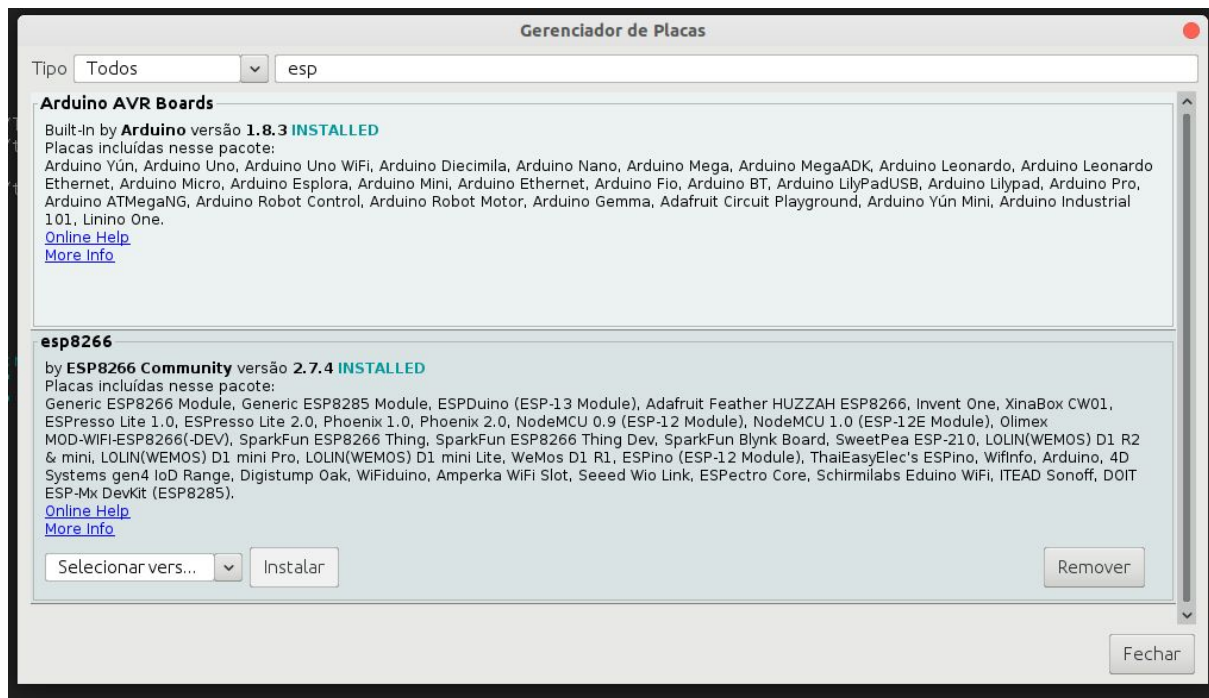 Gerenciador de Placas
Tipo Todos esp
Arduino AVR Boards
Built-In by Arduino versão 1.8.3 INSTALLED
Placas incluídas nesse pacote:
Arduino Yún, Arduino Uno, Arduino Uno WiFi, Arduino Diecimila, Arduino Nano, Arduino Mega, Arduino MegaADK, Arduino Leonardo, Arduino Leonardo
Ethernet, Arduino Micro, Arduino Esplora, Arduino Mini, Arduino Ethernet, Arduino Fio, Arduino BT, Arduino LilyPadUSB, Arduino Lilypad, Arduino Pro,
Arduino ATMegaNG, Arduino Robot Control, Arduino Robot Motor, Arduino Gemma, Adafruit Circuit Playground, Arduino Yún Mini, Arduino Industrial
101, Linino One.
Online Help
More Info
esp8266
by ESP8266 Community versão 2.7.4 INSTALLED
Placas incluídas nesse pacote:
Generic ESP8266 Module, Generic ESP8285 Module, ESPDuino (ESP-13 Module), Adafruit Feather HUZZAH ESP8266, Invent One, XinaBox CW01,
ESPresso Lite 1.0, ESPresso Lite 2.0, Phoenix 1.0, Phoenix 2.0, NodeMCU 0.9 (ESP-12 Module), NodeMCU 1.0 (ESP-12E Module), Olimex
MOD-WIFI-ESP8266(-DEV), SparkFun ESP8266 Thing, SparkFun ESP8266 Thing Dev, SparkFun Blynk Board, SweetPea ESP-210, LOLIN(WEMOS) D1 R2
& mini, LOLIN(WEMOS) D1 mini Pro, LOLIN(WEMOS) D1 mini Lite, WeMos D1 R1, ESPino (ESP-12 Module), ThaiEasyElec's ESPino, WifInfo, Arduino, 4D
Systems gen4 IoD Range, Digistump Oak, WiFiduino, Amperka WiFi Slot, Seeed Wio Link, ESPectro Core, Schirmilabs Eduino WiFi, ITEAD Sonoff, DOIT
ESP-Mx DevKit (ESP8285).
Online Help
More Info
Selecionar vers... Instalar Remover
Fechar